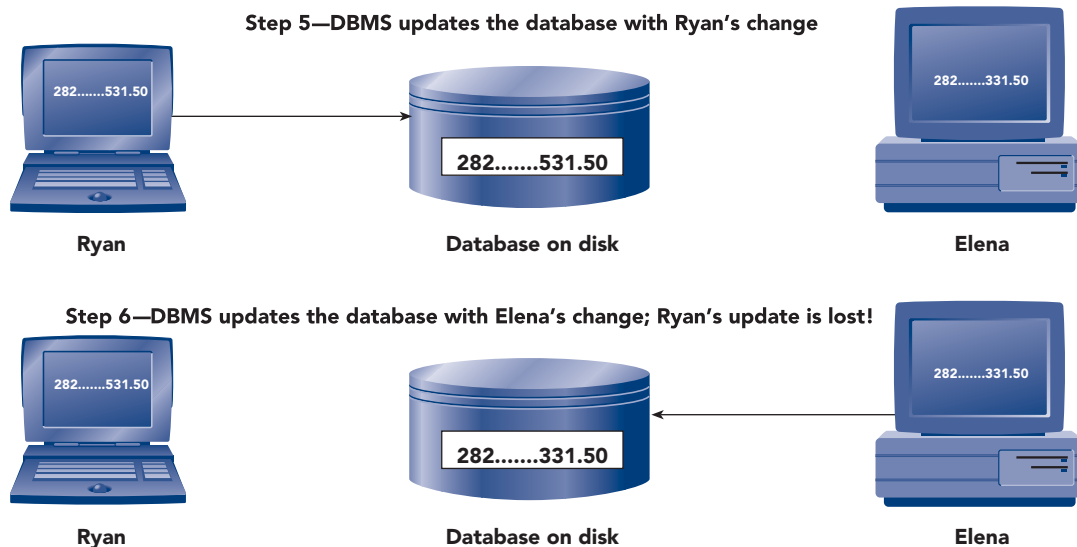 Step 5—DBMS updates the database with Ryan's change
282.......531.50
282.......531.50
282.......331.50
Ryan
Database on disk
Elena
Step 6—DBMS updates the database with Elena's change; Ryan's update is lost!
282.......531.50
282.......331.50
282.......331.50
Ryan
Database on disk
Elena